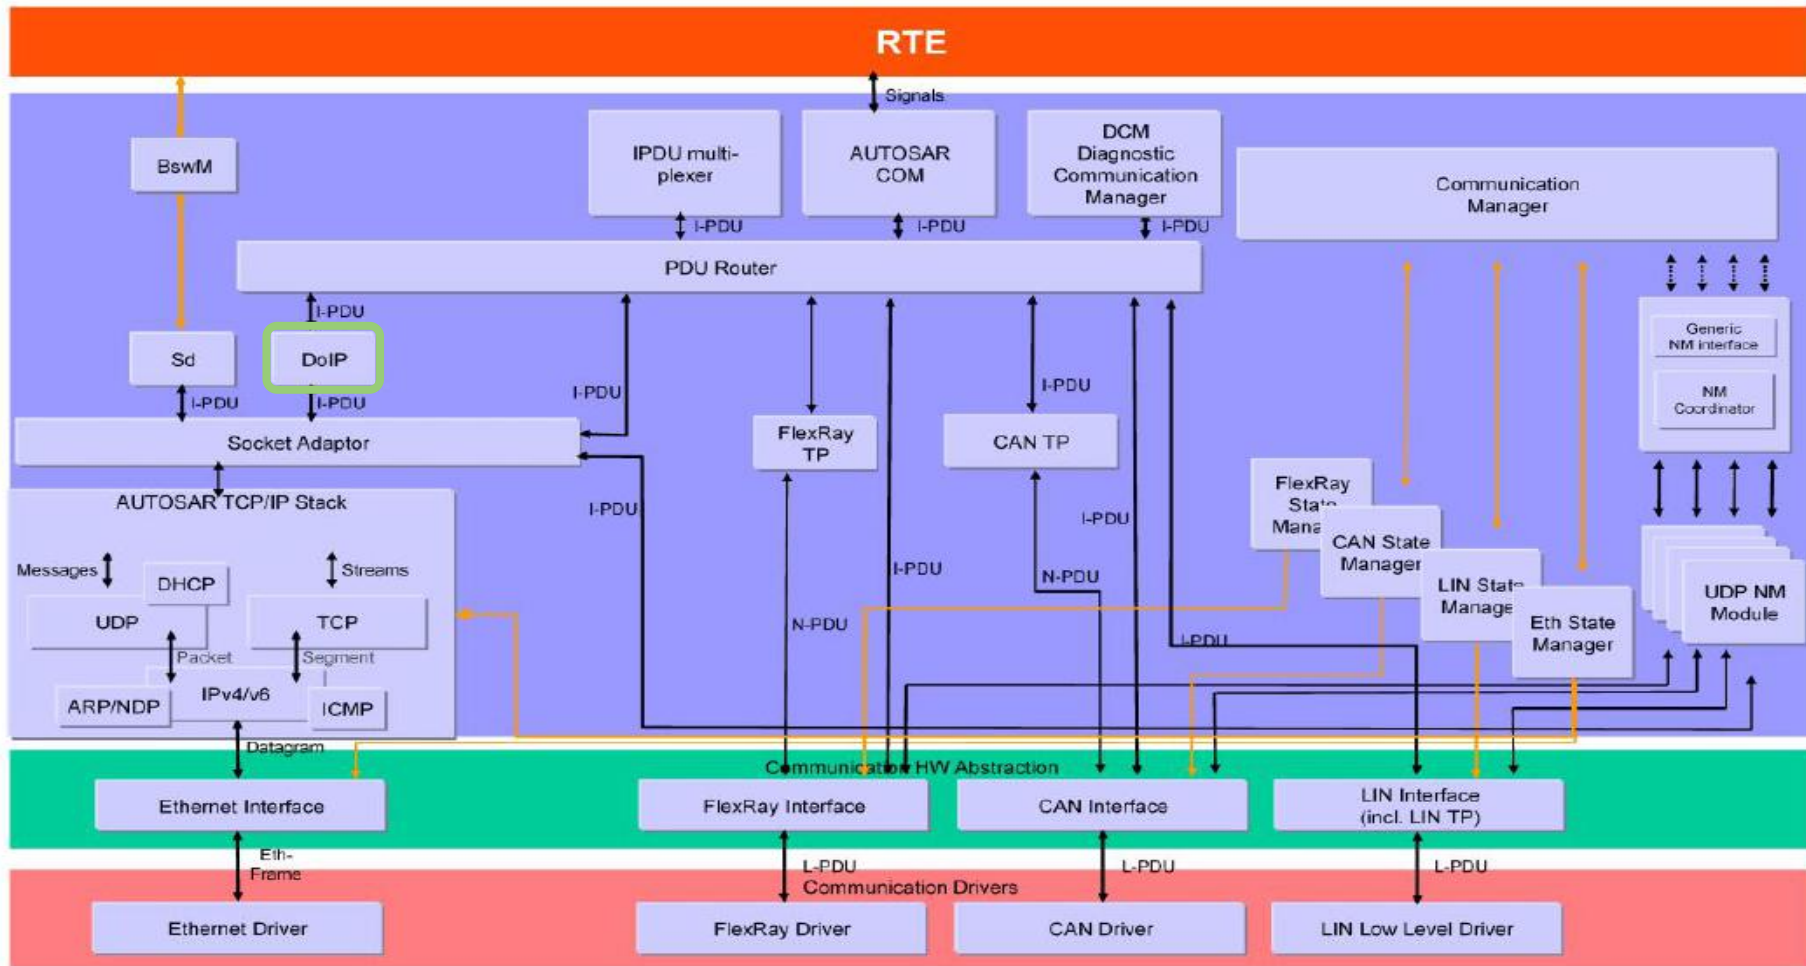 RTE
Signals
BswM
IPDU multi-
plexer
AUTOSAR
COM
DCM
Diagnostic
Communication
Manager
Communication
Manager
I-PDU
I-PDU
I-PDU
PDU Router
I-PDU
Sd
DoIP
Generic
NM interface
NM
Coordinator
I-PDU
I-PDU
I-PDU
I-PDU
Socket Adaptor
FlexRay
TP
CAN TP
AUTOSAR TCP/IP Stack
I-PDU
I-PDU
I-PDU
N-PDU
N-PDU
I-PDU
FlexRay
State
Mana
CAN State
Manager
LIN State
Manage
Eth State
Manager
UDP NM
Module
Messages
DHCP
Streams
UDP
TCP
Packet
Segment
ARP/NDP
IPv4/v6
ICMP
Datagram
Communication HW Abstraction
Ethernet Interface
FlexRay Interface
CAN Interface
LIN Interface
(incl. LIN TP)
Eth-
Frame
L-PDU
L-PDU
L-PDU
Communication Drivers
Ethernet Driver
FlexRay Driver
CAN Driver
LIN Low Level Driver